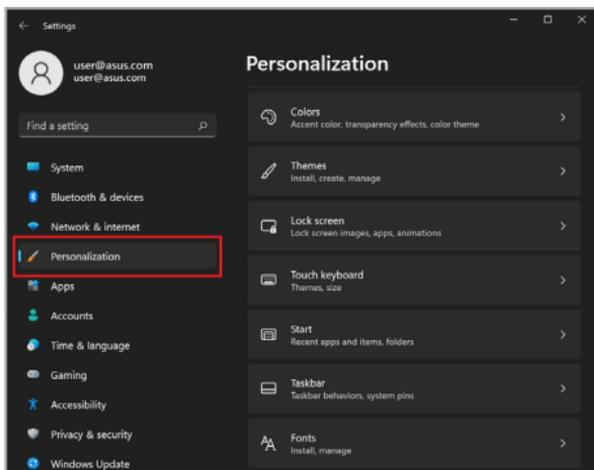 Settings
user@asus.com
user@asus.com
Find a setting
System
Bluetooth & devices
Network & internet
Personalization
Apps
Accounts
Time & language
Gaming
Accessibility
Privacy & security
Windows Update
Personalization
Colors
Accent color, transparency effects, color theme
Themes
Install, create, manage
Lock screen
Lock screen images, apps, animations
Touch keyboard
Themes, size
Start
Recent apps and items, folders
Taskbar
Taskbar behaviors, system pins
Fonts
Install, manage